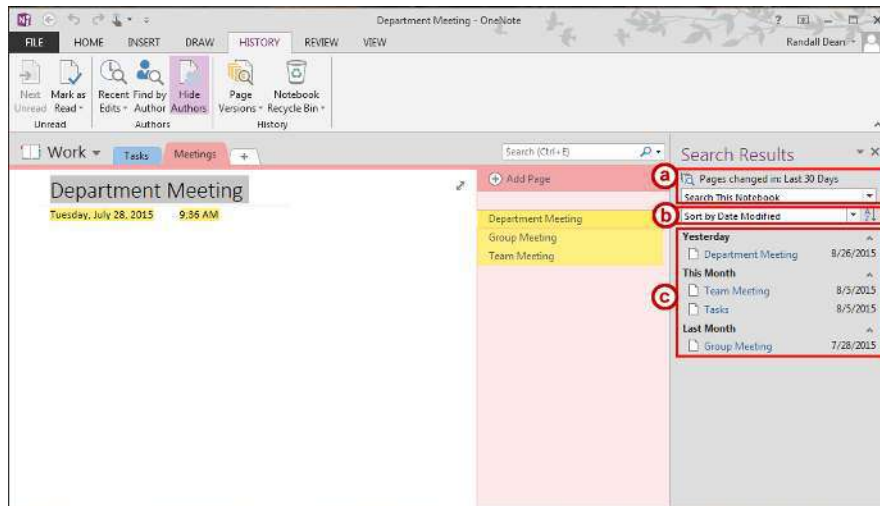 Department Meeting - OneNote
?
Randall Dean
FILE HOME INSERT DRAW HISTORY REVIEW VIEW
Next Unread
Mark as Read
Recent Edits
Find by Author
Hide Authors
Page Versions
Notebook Recycle Bin
Unread Authors History
Work Tasks Meetings +
Search (Ctrl+E)
Search Results
Department Meeting
Tuesday, July 28, 2015 9:36 AM
Add Page
Department Meeting
Group Meeting
Team Meeting
a
Pages changed in: Last 30 Days
Search This Notebook
b
Sort by Date Modified
c
Yesterday
Department Meeting 8/26/2015
This Month
Team Meeting 8/5/2015
Tasks 8/5/2015
Last Month
Group Meeting 7/28/2015